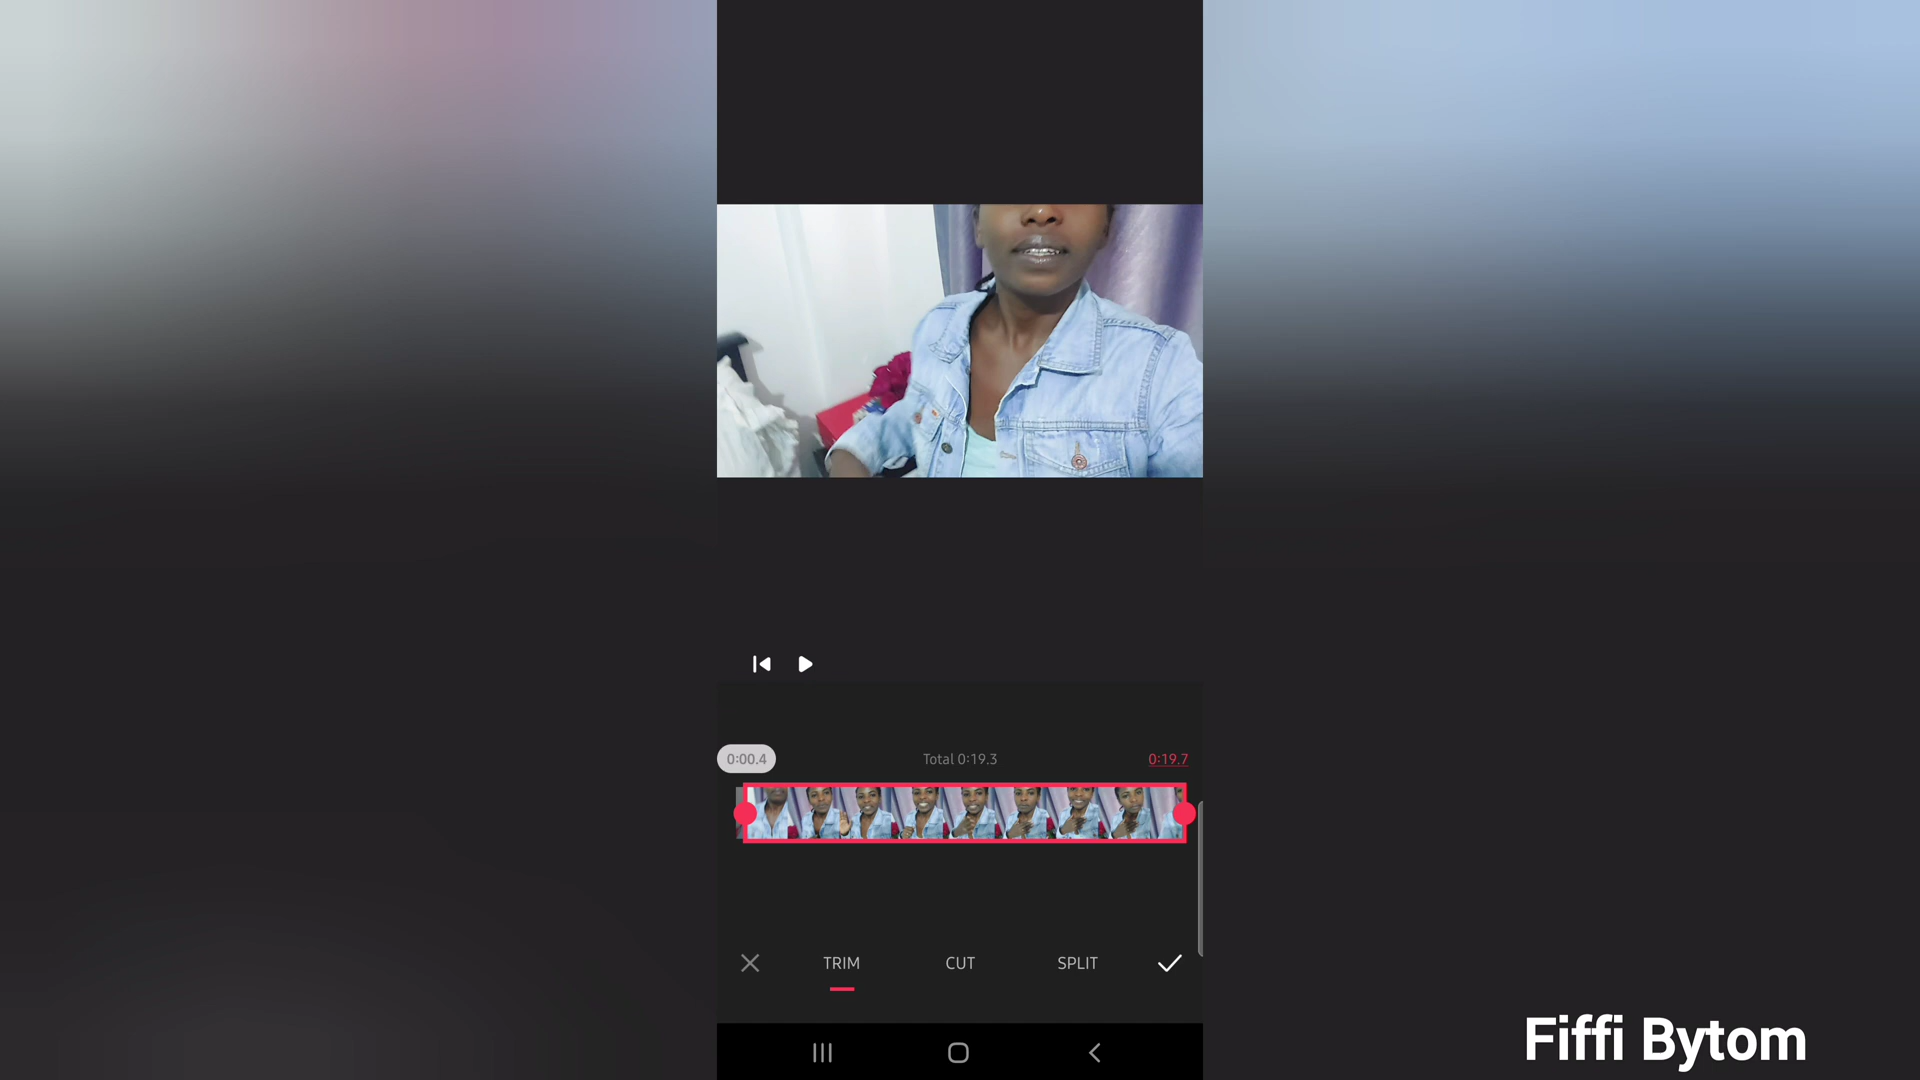 0:00.4
Total 0:19.3
0:19.7
TRIM
CUT
SPLIT
Fiffi Bytom